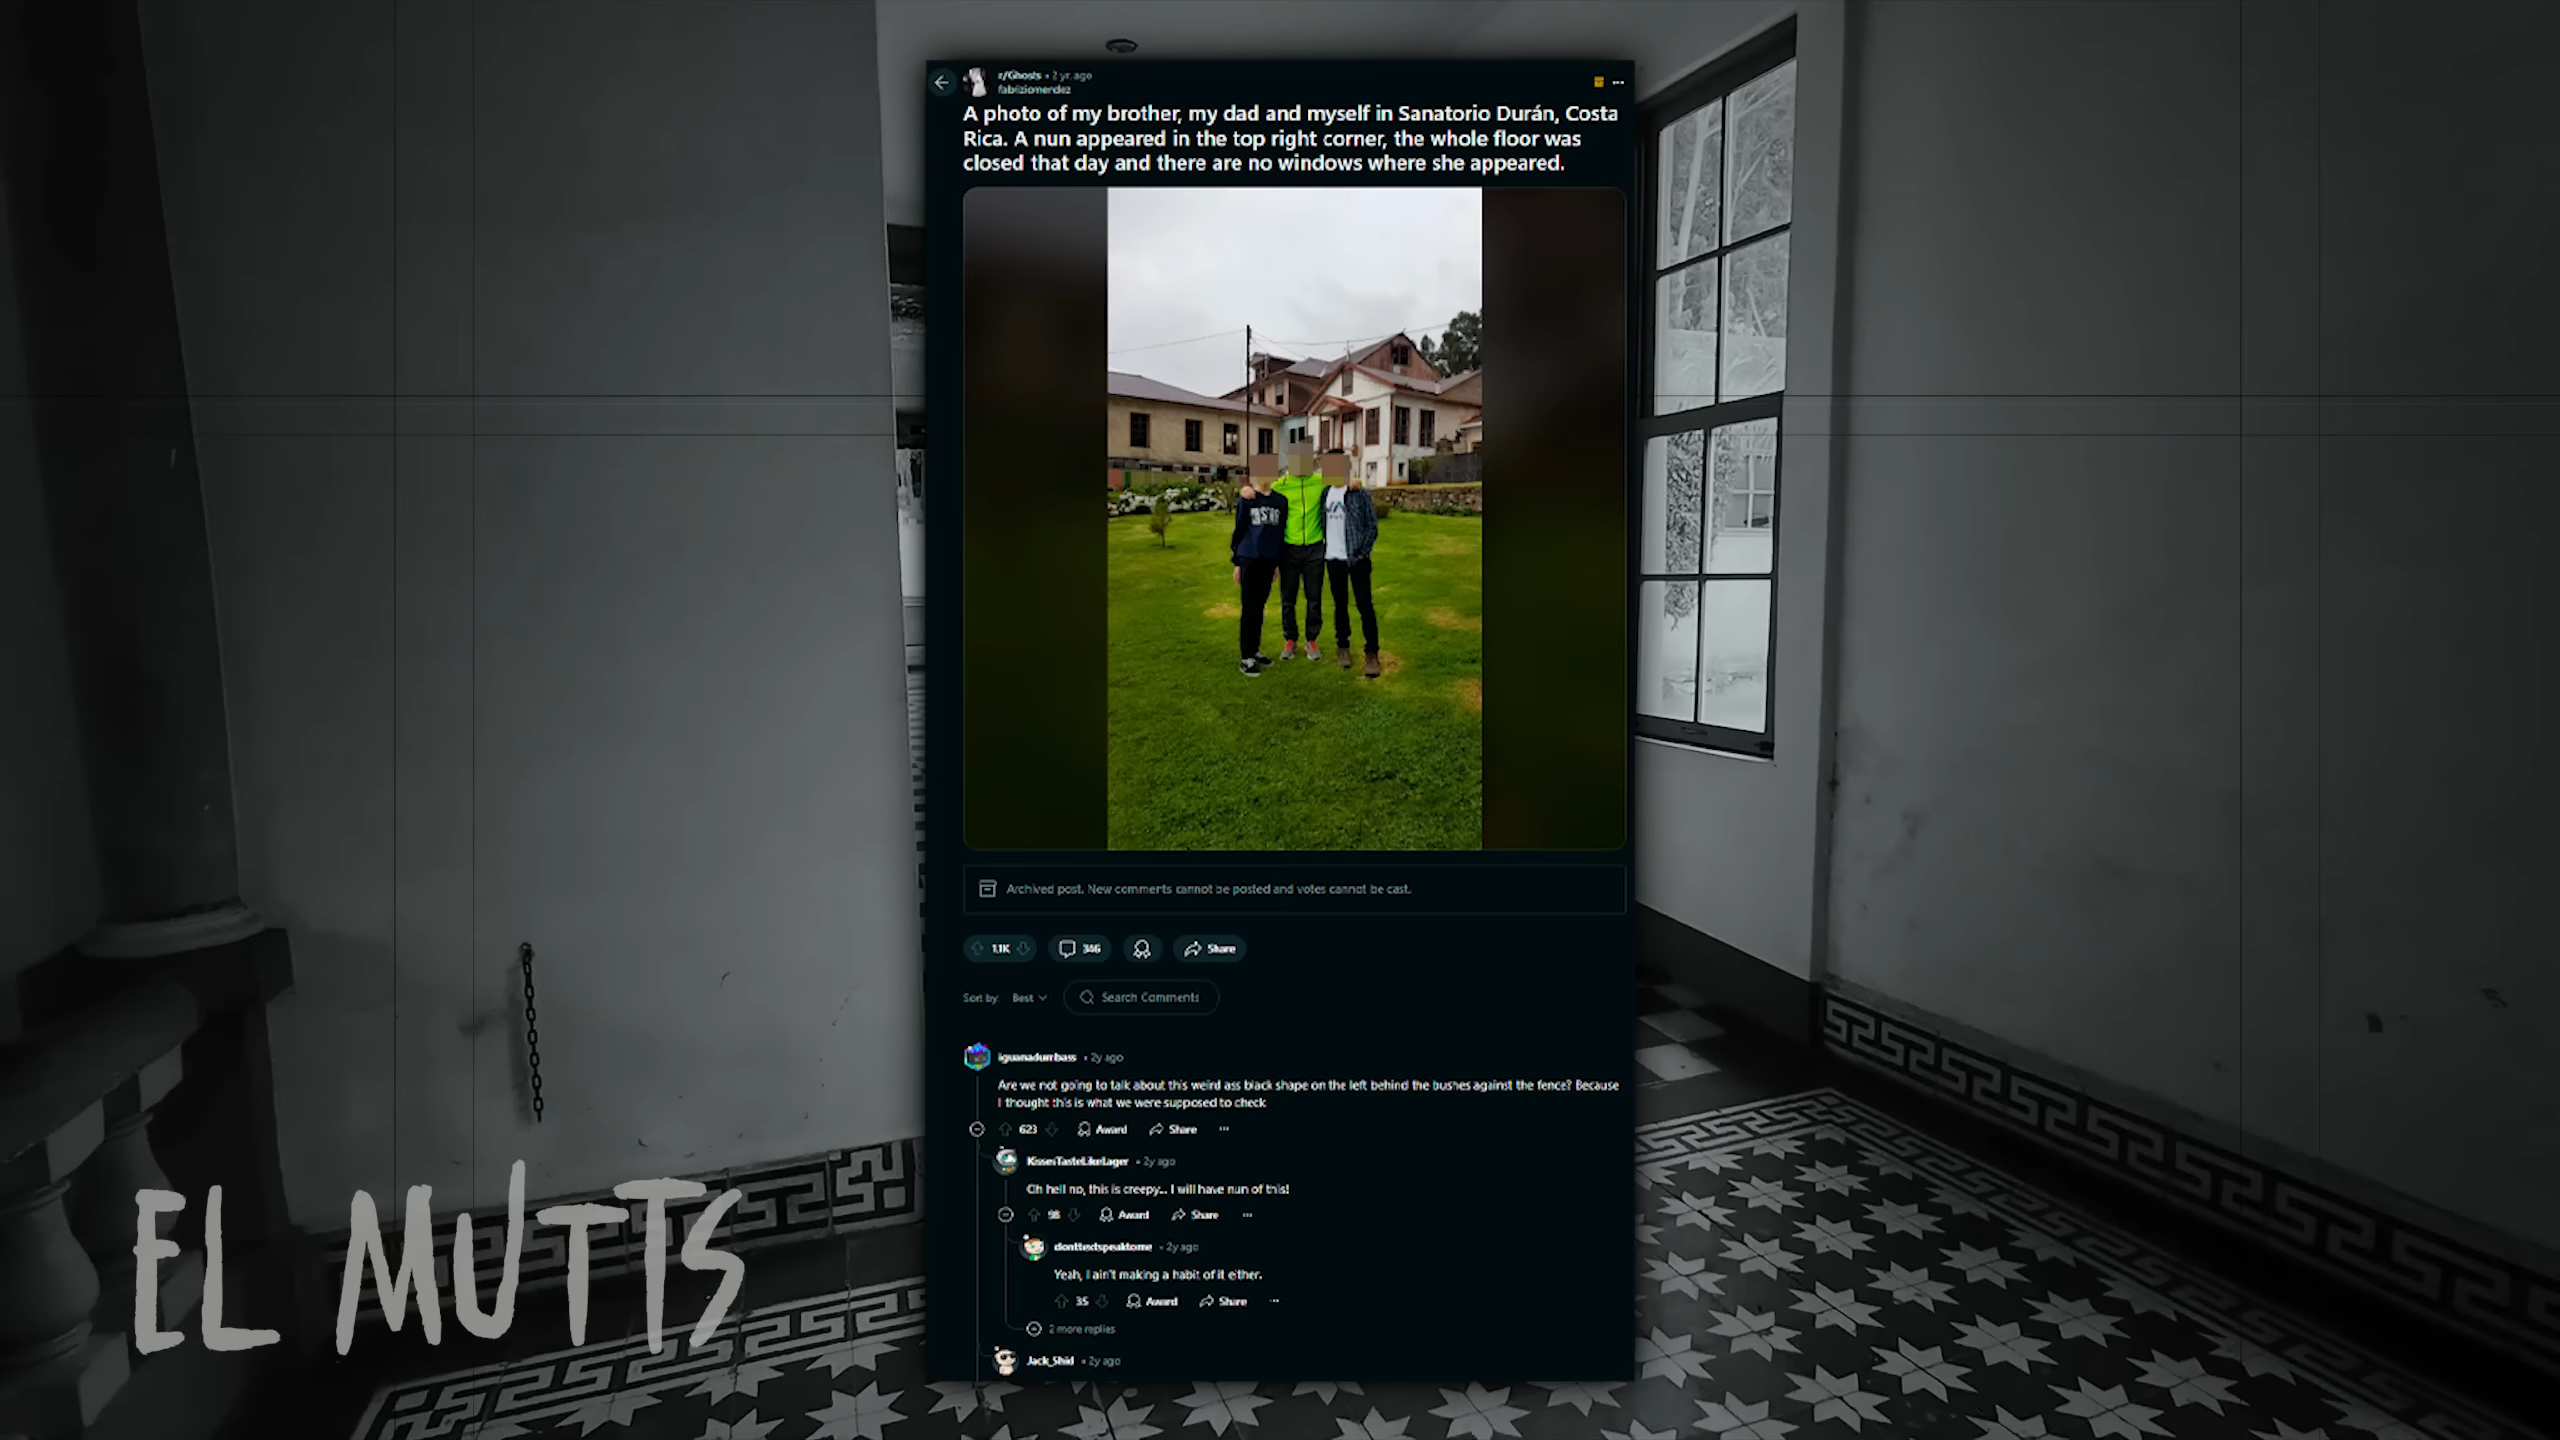 r/Ghosts • 2 yr. ago
fabriziomendez
A photo of my brother, my dad and myself in Sanatorio Durán, Costa
Rica. A nun appeared in the top right corner, the whole floor was
closed that day and there are no windows where she appeared.
Archived post. New comments cannot be posted and votes cannot be cast.
1.1K 346 Share
Sort by: Best Search Comments
iguanadumbass • 2y ago
Are we not going to talk about this weird ass black shape on the left behind the bushes against the fence? Because
I thought this is what we were supposed to check
623 Award Share ...
KissesTasteLikeLager • 2y ago
Oh hell no, this is creepy... I will have nun of this!
98 Award Share ...
donttextspeaktome • 2y ago
Yeah, I ain't making a habit of it either.
35 Award Share ...
2 more replies
Jack_Shid • 2y ago
EL MUTTS